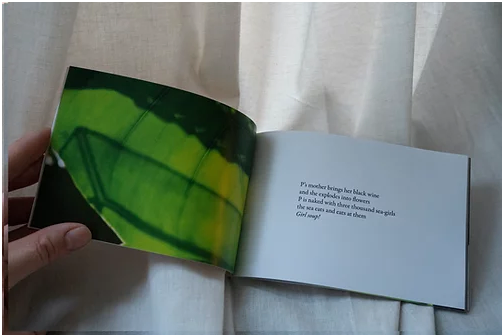 P's mother brings her black wine
and she explodes into flowers
P is naked with three thousand sea-girls
the sea eats and eats at them
Girl soup!